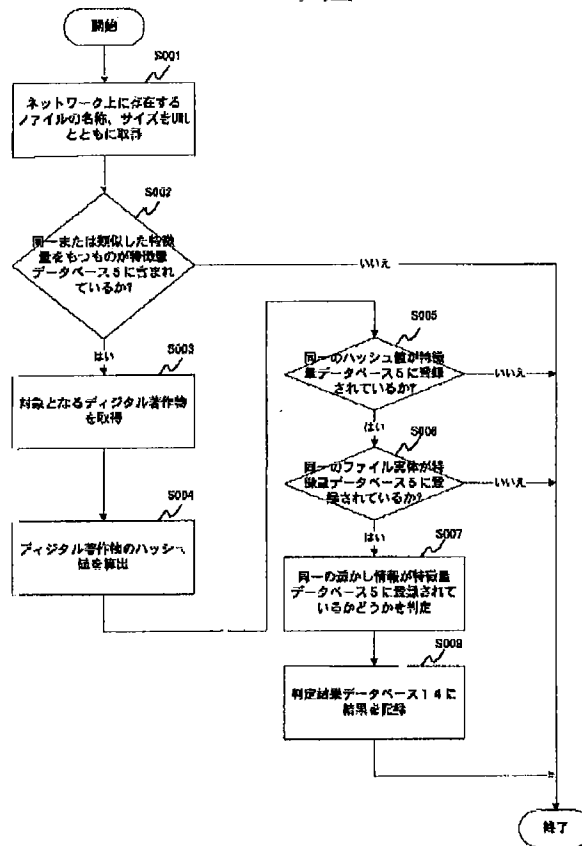 開始
S001
ネットワーク上に存在する
ファイルの名称、サイズをURL
とともに取得
S002
同一または類似した特徴
量をもつものが特徴量
データベース5に含まれ
ているか?
いいえ
はい
S003
対象となるディジタル著作物
を取得
S004
ディジタル著作物のハッシュ
値を算出
S005
同一のハッシュ値が特徴
量データベース5に登録
されているか?
いいえ
はい
S006
同一のファイル実体が特
徴量データベース5に登
録されているか?
いいえ
はい
S007
同一の透かし情報が特徴量
データベース5に登録されて
いるかどうかを判定
S008
判定結果データベース14に
結果を記録
終了